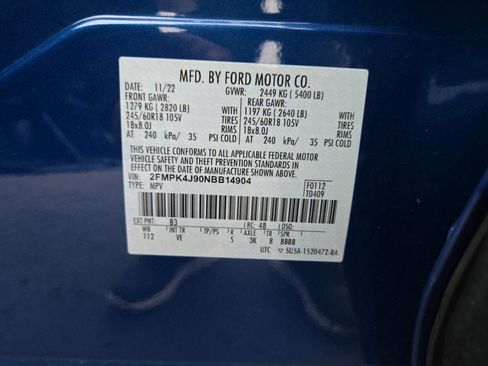 MFD. BY FORD MOTOR CO.
DATE: 11/22 GVWR: 2449 KG ( 5400 LB)
FRONT GAWR: REAR GAWR:
1279 KG ( 2820 LB) 1197 KG ( 2640 LB)
245/60R18 105V TIRES 245/60R18 105V TIRES
18x8.0J RIMS 18x8.0J RIMS
AT 240 kPa/ 35 PSI COLD AT 240 kPa/ 35 PSI COLD
THIS VEHICLE CONFORMS TO ALL APPLICABLE FEDERAL MOTOR
VEHICLE SAFETY AND THEFT PREVENTION STANDARDS IN
EFFECT ON THE DATE OF MANUFACTURE SHOWN ABOVE.
VIN: 2FMPK4J90NBB14904 F0112
TYPE: MPV T0409
EXT PNT: B3 RC: 48 DSO:
WB INT TR TP/PS R AXLE TR SPR
112 VE S 3K 8 BBBB
UTC 5U5A-1520472-BA